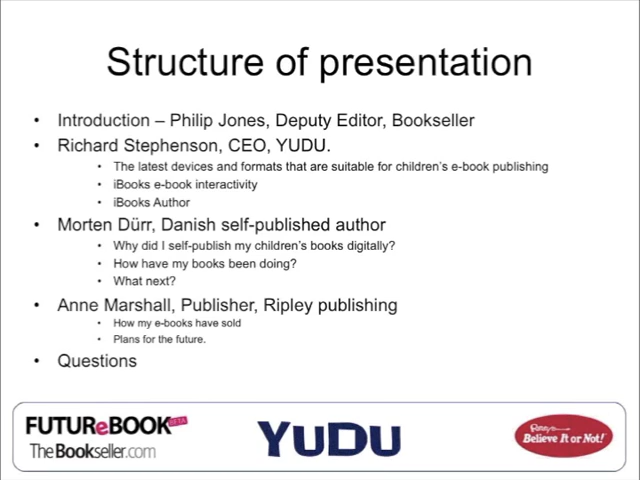 Structure of presentation
• Introduction – Philip Jones, Deputy Editor, Bookseller
• Richard Stephenson, CEO, YUDU.
• The latest devices and formats that are suitable for children's e-book publishing
• iBooks e-book interactivity
• iBooks Author
• Morten Dürr, Danish self-published author
• Why did I self-publish my children's books digitally?
• How have my books been doing?
• What next?
• Anne Marshall, Publisher, Ripley publishing
• How my e-books have sold
• Plans for the future.
• Questions
FUTUReBOOK BETA
TheBookseller.com
YUDU
Ripley's
Believe It or Not!